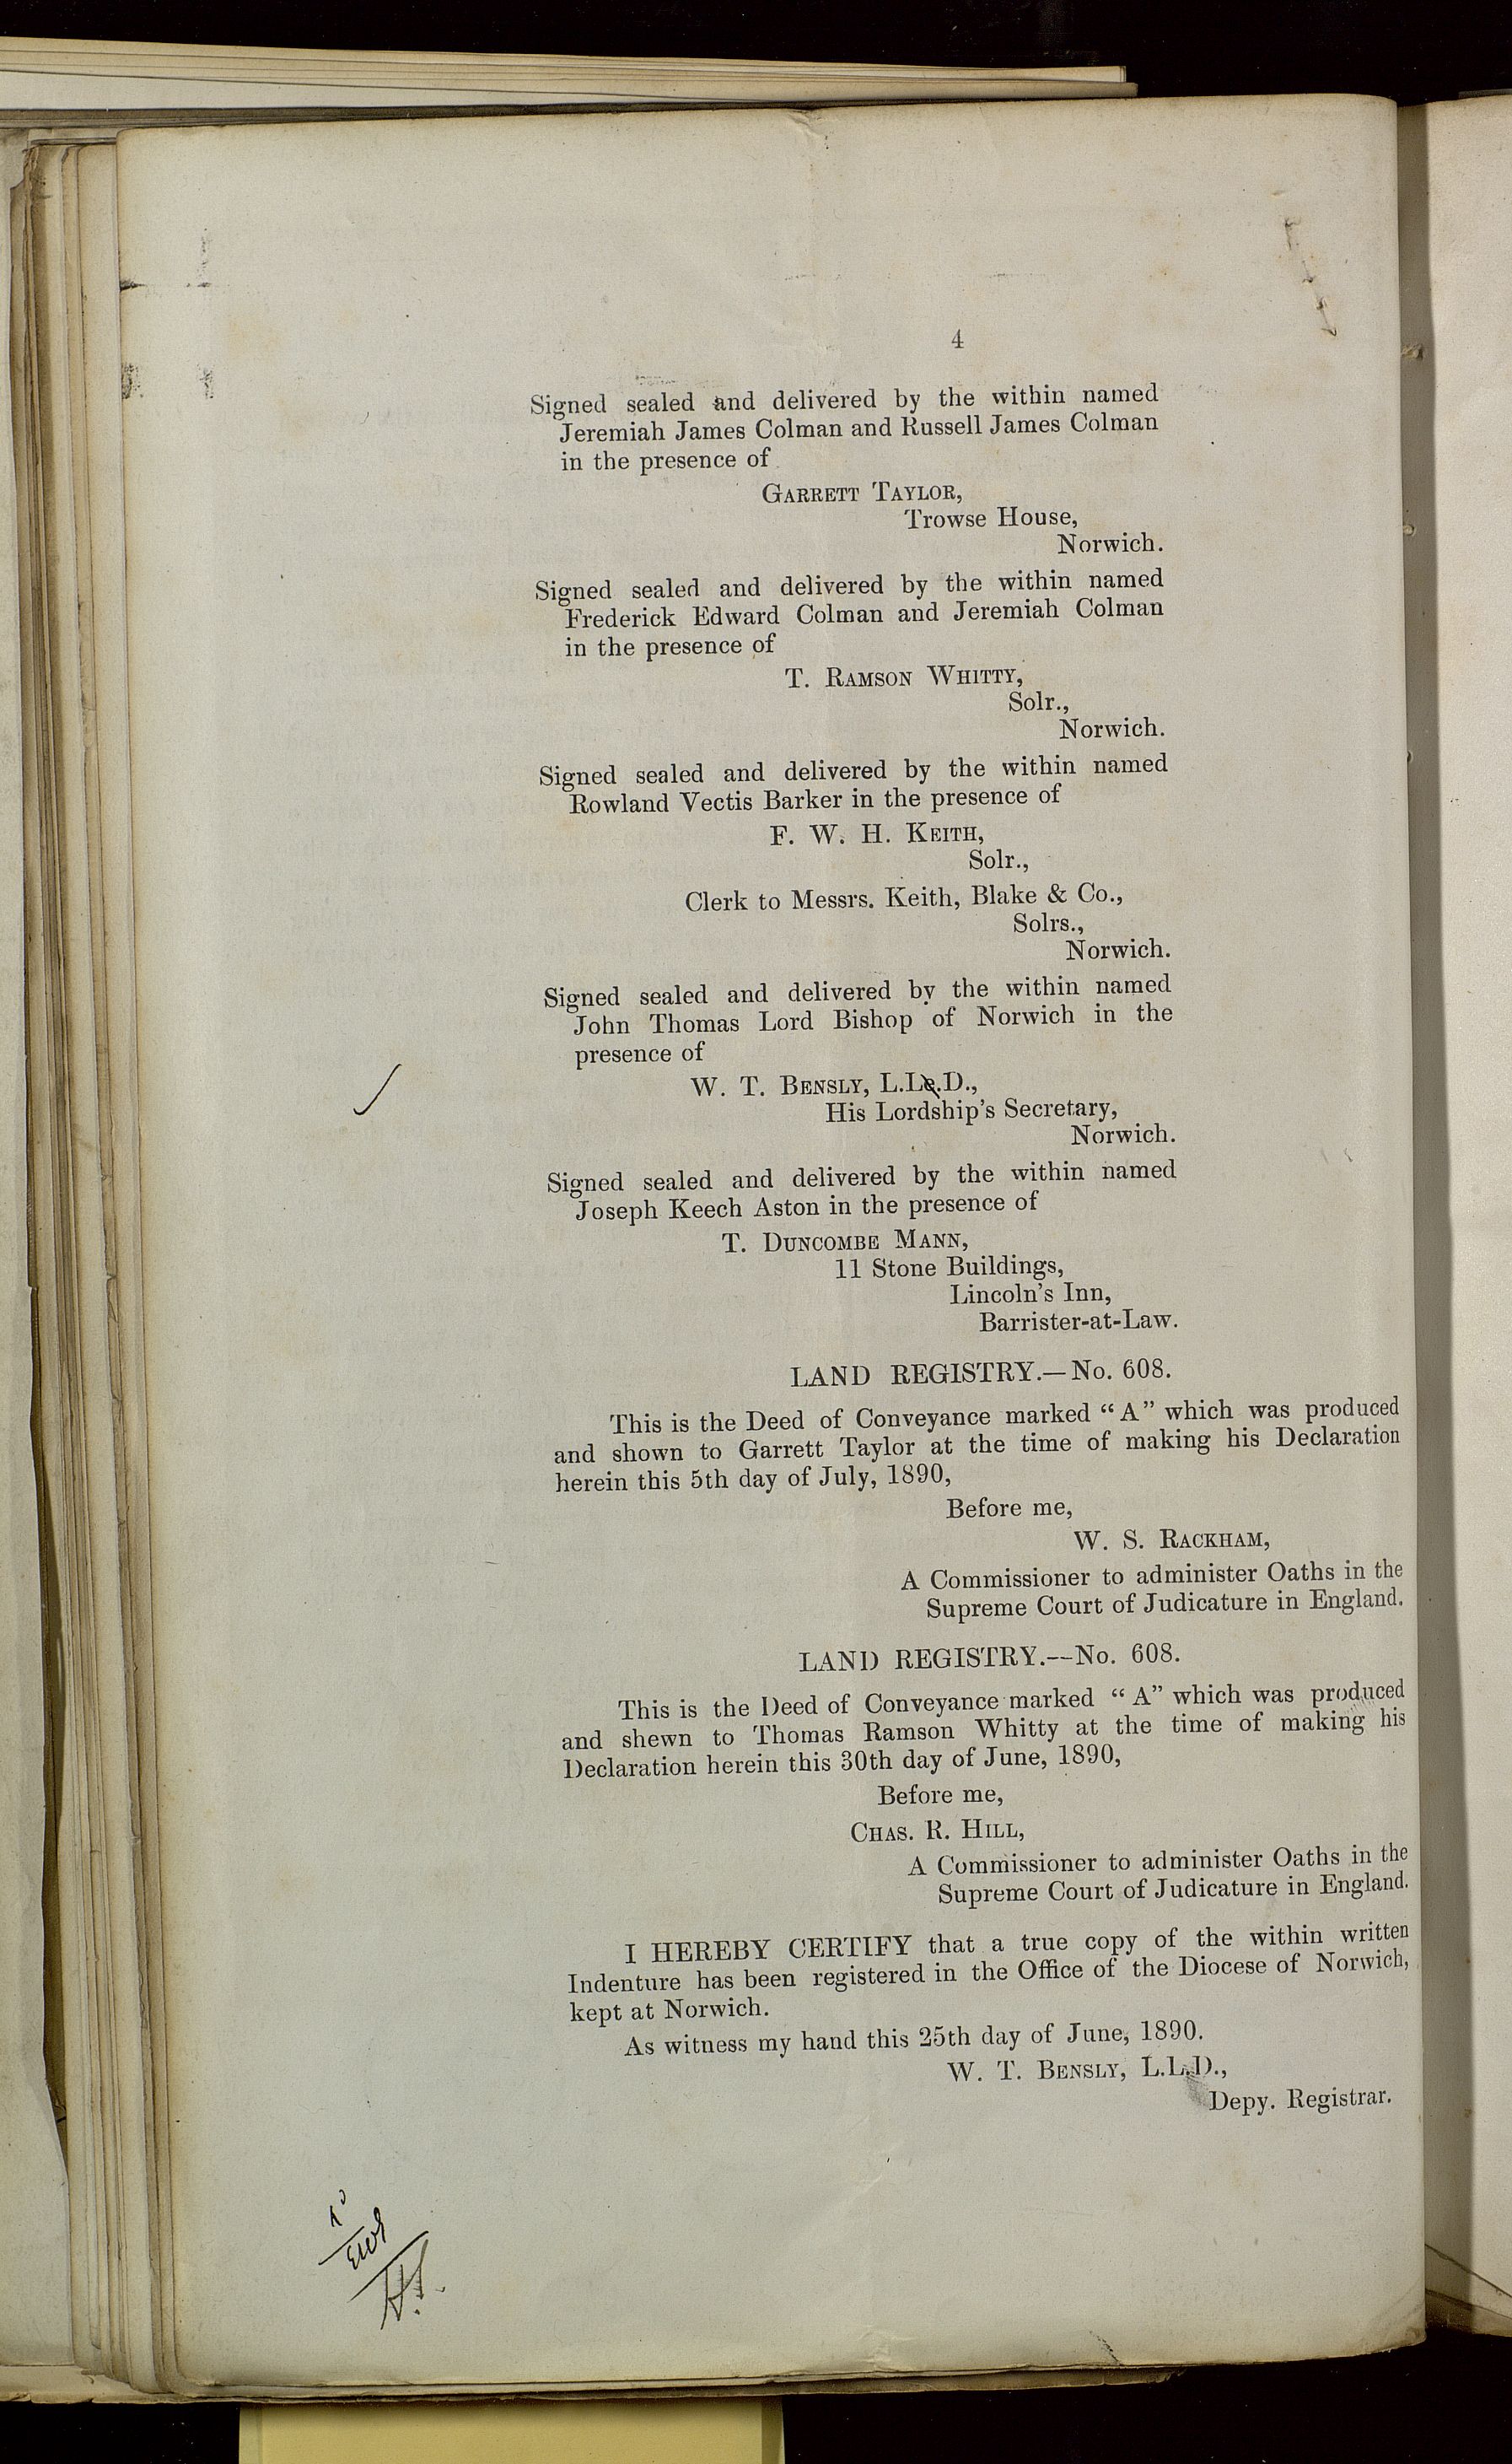 4
Signed sealed and delivered by the within named
Jeremiah James Colman and Russell James Colman
in the presence of
GARRETT TAYLOR,
Trowse House,
Norwich.
Signed sealed and delivered by the within named
Frederick Edward Colman and Jeremiah Colman
in the presence of
T. RAMSON WHITTY,
Solr.,
Norwich.
Signed sealed and delivered by the within named
Rowland Vectis Barker in the presence of
F. W. H. KEITH,
Solr.,
Clerk to Messrs. Keith, Blake & Co.,
Solrs.,
Norwich.
Signed sealed and delivered by the within named
John Thomas Lord Bishop of Norwich in the
presence of
W. T. BENSLY, L.L.D.,
His Lordship's Secretary,
Norwich.
Signed sealed and delivered by the within named
Joseph Keech Aston in the presence of
T. DUNCOMBE MANN,
11 Stone Buildings,
Lincoln's Inn,
Barrister-at-Law.
LAND REGISTRY.—No. 608.
This is the Deed of Conveyance marked "A" which was produced
and shown to Garrett Taylor at the time of making his Declaration
herein this 5th day of July, 1890,
Before me,
W. S. RACKHAM,
A Commissioner to administer Oaths in the
Supreme Court of Judicature in England.
LAND REGISTRY.--No. 608.
This is the Deed of Conveyance marked "A" which was produced
and shewn to Thomas Ramson Whitty at the time of making his
Declaration herein this 30th day of June, 1890,
Before me,
CHAS. R. HILL,
A Commissioner to administer Oaths in the
Supreme Court of Judicature in England.
I HEREBY CERTIFY that a true copy of the within written
Indenture has been registered in the Office of the Diocese of Norwich,
kept at Norwich.
As witness my hand this 25th day of June, 1890.
W. T. BENSLY, L.L.D.,
Depy. Registrar.